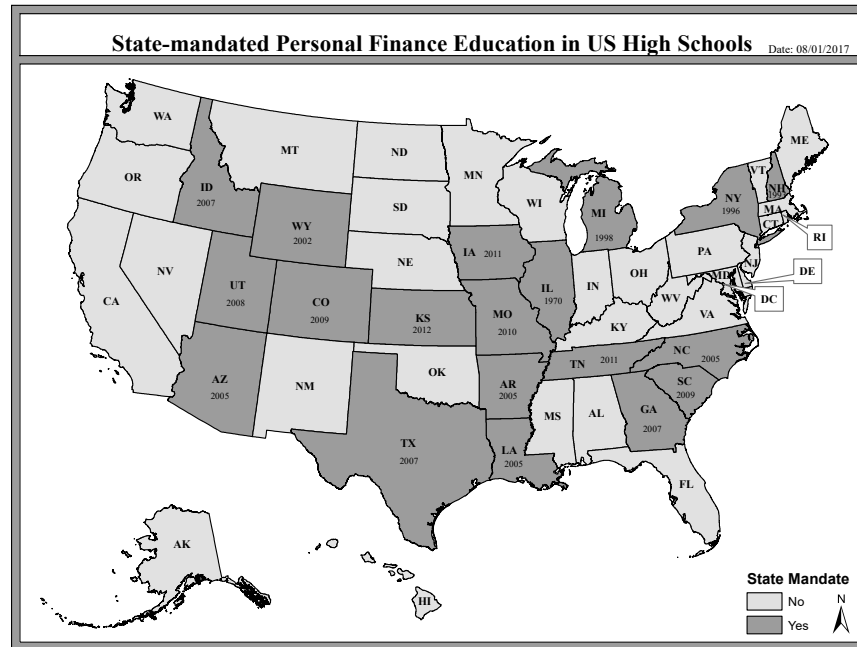 State-mandated Personal Finance Education in US High Schools Date: 08/01/2017
WA
MT
ND
MN
ME
OR
ID
2007
SD
WI
MI
1998
VT
NH
1993
NY
1996
MA
CT
RI
WY
2002
IA 2011
NE
PA
NJ
NV
UT
2008
CO
2009
IL
1970
IN
OH
MD
DE
DC
CA
KS
2012
MO
2010
WV
VA
KY
AZ
2005
NM
OK
AR
2005
TN 2011
NC
2005
SC
2009
MS
AL
GA
2007
TX
2007
LA
2005
FL
AK
HI
State Mandate
No
Yes
N